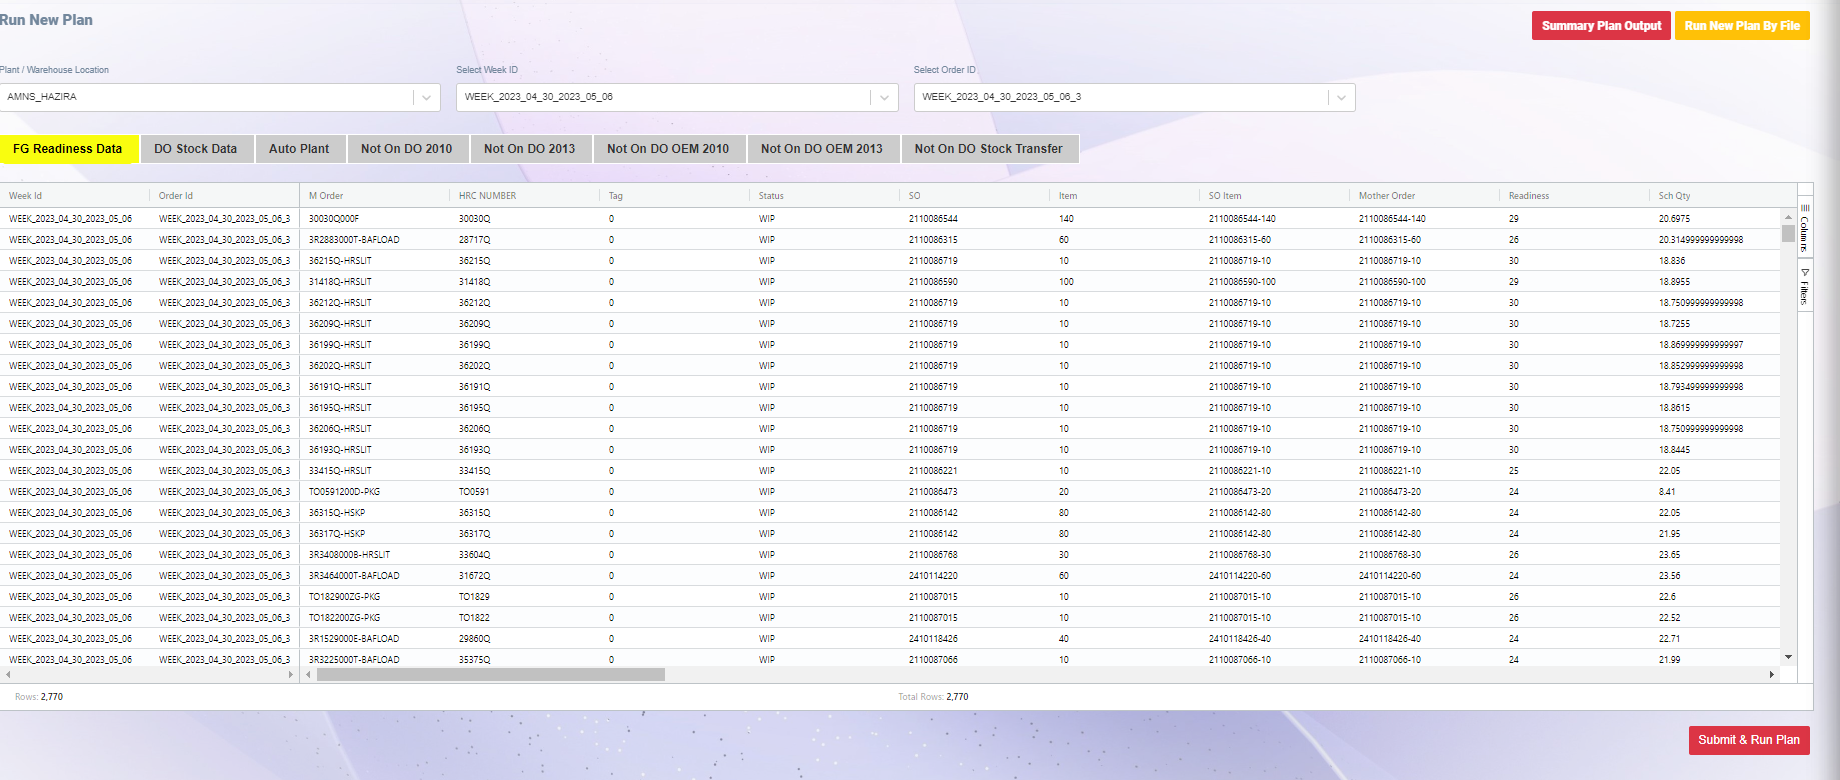 Run New Plan
Summary Plan Output
Run New Plan By File
Plant / Warehouse Location
Select Week ID
Select Order ID
AMNS_HAZIRA
WEEK_2023_04_30_2023_05_06
WEEK_2023_04_30_2023_05_06_3
FG Readiness Data
DO Stock Data
Auto Plant
Not On DO 2010
Not On DO 2013
Not On DO OEM 2010
Not On DO OEM 2013
Not On DO Stock Transfer
Week Id Order Id M Order HRC NUMBER Tag Status SO Item SO Item Mother Order Readiness Sch Qty
WEEK_2023_04_30_2023_05_06 WEEK_2023_04_30_2023_05_06_3 30030Q000F 30030Q 0 WIP 2110086544 140 2110086544-140 2110086544-140 29 20.6975
WEEK_2023_04_30_2023_05_06 WEEK_2023_04_30_2023_05_06_3 3R2883000T-BAFLOAD 28717Q 0 WIP 2110086315 60 2110086315-60 2110086315-60 26 20.314999999999998
WEEK_2023_04_30_2023_05_06 WEEK_2023_04_30_2023_05_06_3 36215Q-HRSLIT 36215Q 0 WIP 2110086719 10 2110086719-10 2110086719-10 30 18.836
WEEK_2023_04_30_2023_05_06 WEEK_2023_04_30_2023_05_06_3 31418Q-HRSLIT 31418Q 0 WIP 2110086590 100 2110086590-100 2110086590-100 29 18.8955
WEEK_2023_04_30_2023_05_06 WEEK_2023_04_30_2023_05_06_3 36212Q-HRSLIT 36212Q 0 WIP 2110086719 10 2110086719-10 2110086719-10 30 18.750999999999998
WEEK_2023_04_30_2023_05_06 WEEK_2023_04_30_2023_05_06_3 36209Q-HRSLIT 36209Q 0 WIP 2110086719 10 2110086719-10 2110086719-10 30 18.7255
WEEK_2023_04_30_2023_05_06 WEEK_2023_04_30_2023_05_06_3 36199Q-HRSLIT 36199Q 0 WIP 2110086719 10 2110086719-10 2110086719-10 30 18.869999999999997
WEEK_2023_04_30_2023_05_06 WEEK_2023_04_30_2023_05_06_3 36202Q-HRSLIT 36202Q 0 WIP 2110086719 10 2110086719-10 2110086719-10 30 18.852999999999998
WEEK_2023_04_30_2023_05_06 WEEK_2023_04_30_2023_05_06_3 36191Q-HRSLIT 36191Q 0 WIP 2110086719 10 2110086719-10 2110086719-10 30 18.793499999999998
WEEK_2023_04_30_2023_05_06 WEEK_2023_04_30_2023_05_06_3 36195Q-HRSLIT 36195Q 0 WIP 2110086719 10 2110086719-10 2110086719-10 30 18.8615
WEEK_2023_04_30_2023_05_06 WEEK_2023_04_30_2023_05_06_3 36206Q-HRSLIT 36206Q 0 WIP 2110086719 10 2110086719-10 2110086719-10 30 18.750999999999998
WEEK_2023_04_30_2023_05_06 WEEK_2023_04_30_2023_05_06_3 36193Q-HRSLIT 36193Q 0 WIP 2110086719 10 2110086719-10 2110086719-10 30 18.8445
WEEK_2023_04_30_2023_05_06 WEEK_2023_04_30_2023_05_06_3 33415Q-HRSLIT 33415Q 0 WIP 2110086221 10 2110086221-10 2110086221-10 25 22.05
WEEK_2023_04_30_2023_05_06 WEEK_2023_04_30_2023_05_06_3 TO0591200D-PKG TO0591 0 WIP 2110086473 20 2110086473-20 2110086473-20 24 8.41
WEEK_2023_04_30_2023_05_06 WEEK_2023_04_30_2023_05_06_3 36315Q-HSKP 36315Q 0 WIP 2110086142 80 2110086142-80 2110086142-80 24 22.05
WEEK_2023_04_30_2023_05_06 WEEK_2023_04_30_2023_05_06_3 36317Q-HSKP 36317Q 0 WIP 2110086142 80 2110086142-80 2110086142-80 24 21.95
WEEK_2023_04_30_2023_05_06 WEEK_2023_04_30_2023_05_06_3 3R3408000B-HRSLIT 33604Q 0 WIP 2110086768 30 2110086768-30 2110086768-30 26 23.65
WEEK_2023_04_30_2023_05_06 WEEK_2023_04_30_2023_05_06_3 3R3464000T-BAFLOAD 31672Q 0 WIP 2410114220 60 2410114220-60 2410114220-60 24 23.56
WEEK_2023_04_30_2023_05_06 WEEK_2023_04_30_2023_05_06_3 TO182900ZG-PKG TO1829 0 WIP 2110087015 10 2110087015-10 2110087015-10 26 22.6
WEEK_2023_04_30_2023_05_06 WEEK_2023_04_30_2023_05_06_3 TO182200ZG-PKG TO1822 0 WIP 2110087015 10 2110087015-10 2110087015-10 26 22.52
WEEK_2023_04_30_2023_05_06 WEEK_2023_04_30_2023_05_06_3 3R1529000E-BAFLOAD 29860Q 0 WIP 2410118426 40 2410118426-40 2410118426-40 24 22.71
WEEK_2023_04_30_2023_05_06 WEEK_2023_04_30_2023_05_06_3 3R3225000T-BAFLOAD 35375Q 0 WIP 2110087066 10 2110087066-10 2110087066-10 24 21.99
Columns
Filters
Rows: 2,770
Total Rows: 2,770
Submit & Run Plan